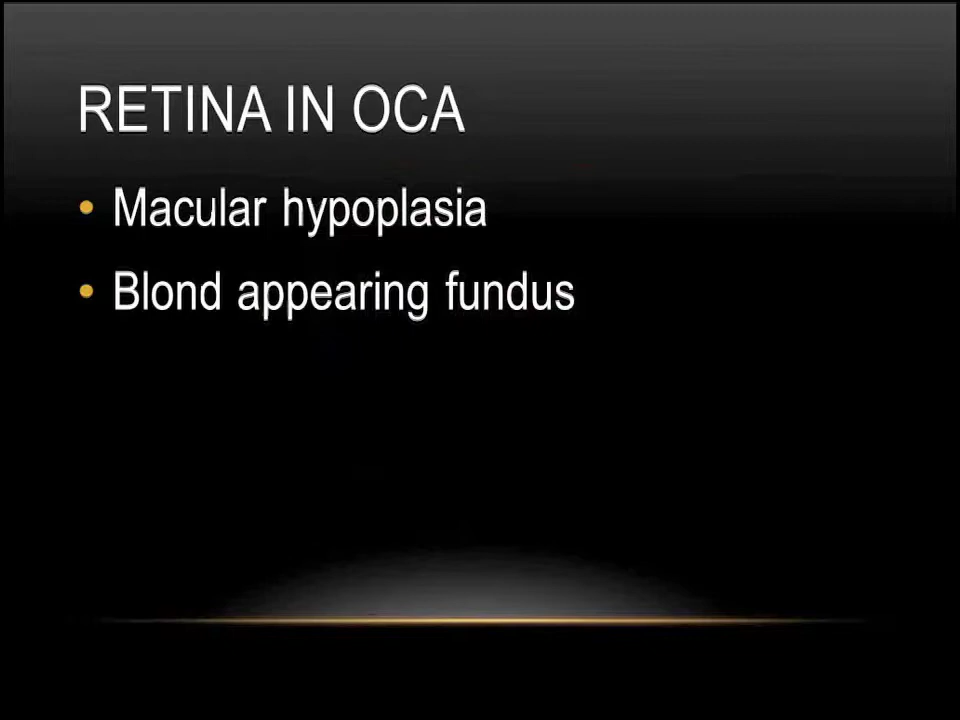 RETINA IN OCA
• Macular hypoplasia
• Blond appearing fundus